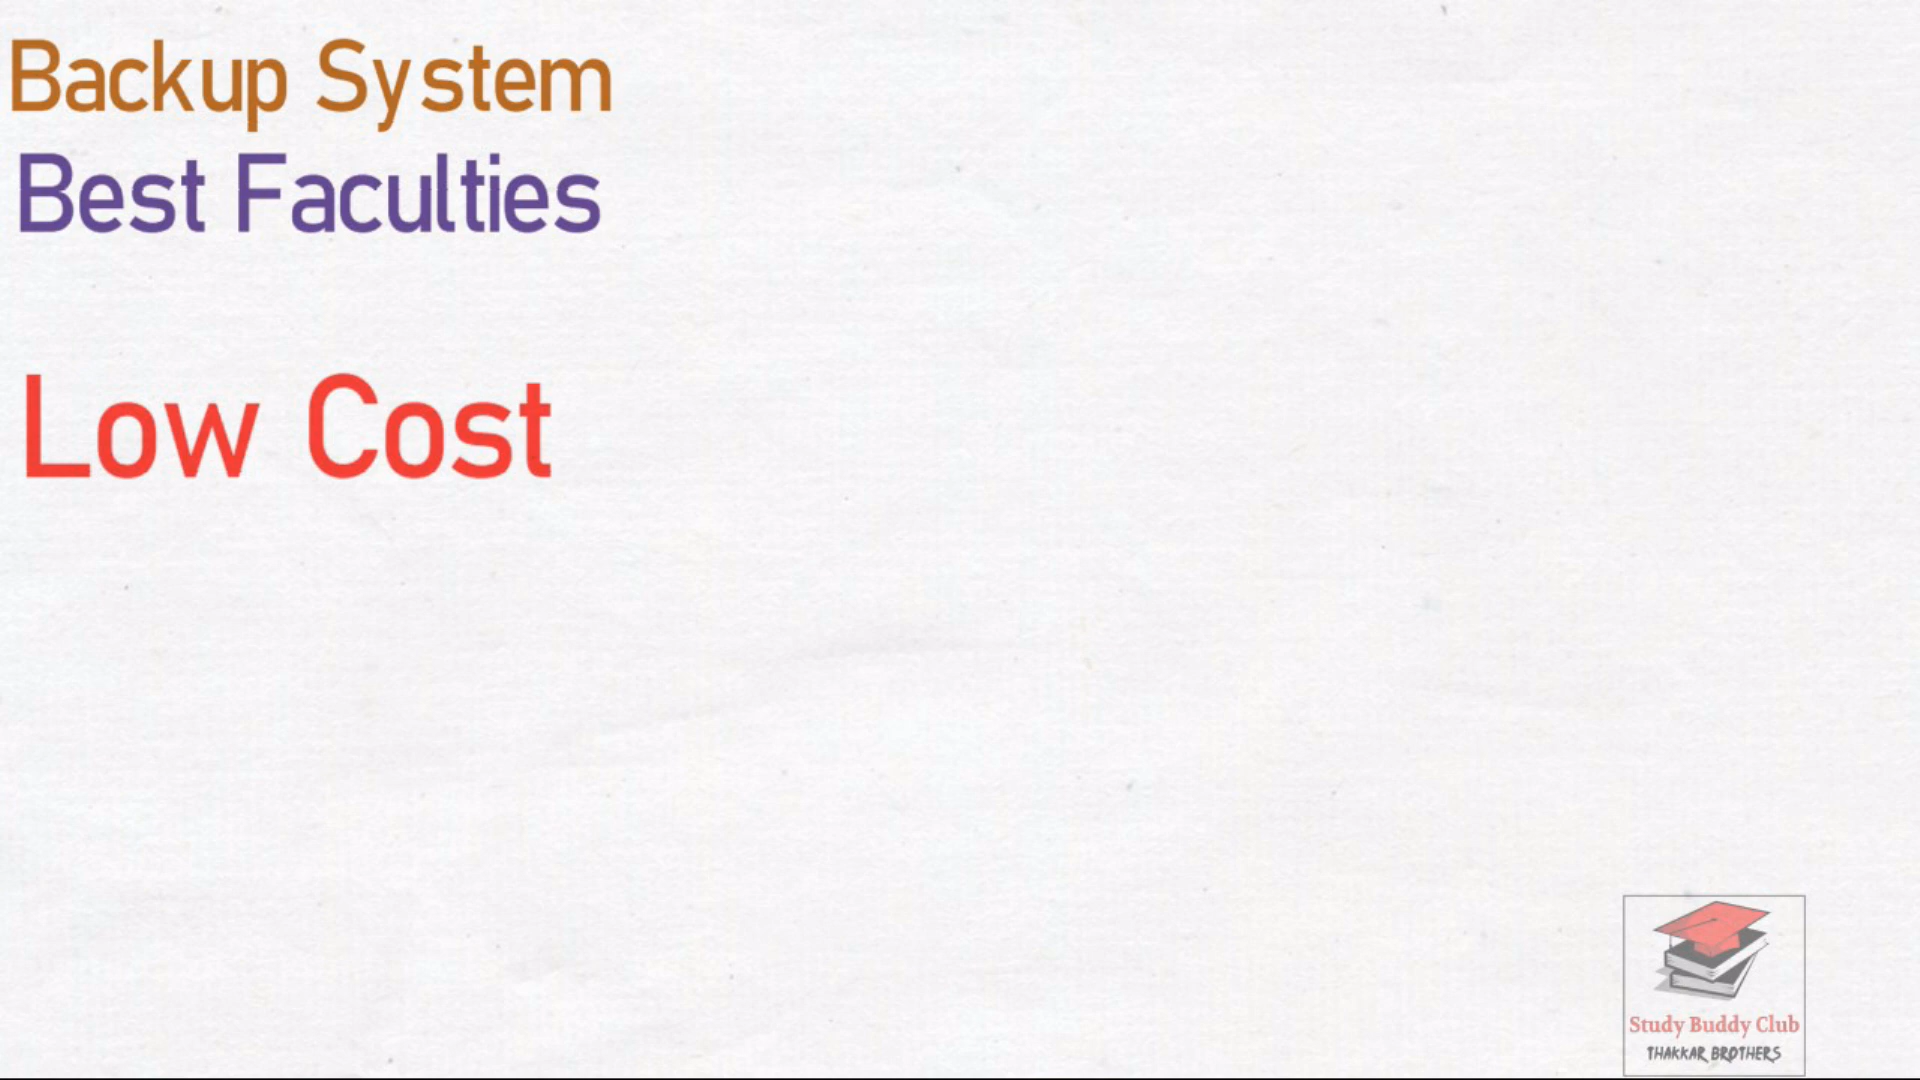 Backup System
Best Faculties
Low Cost
Study Buddy Club
THAKKAR BROTHERS